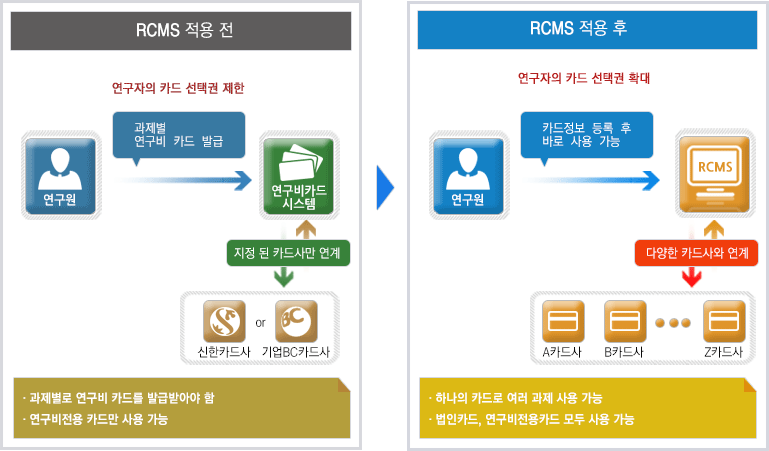 RCMS 적용 전
연구자의 카드 선택권 제한
과제별
연구비 카드 발급
연구원
연구비카드
시스템
지정 된 카드사만 연계
신한카드사
or
BC
기업BC카드사
· 과제별로 연구비 카드를 발급받아야 함
· 연구비전용 카드만 사용 가능
RCMS 적용 후
연구자의 카드 선택권 확대
카드정보 등록 후
바로 사용 가능
연구원
RCMS
다양한 카드사와 연계
A카드사
B카드사
Z카드사
· 하나의 카드로 여러 과제 사용 가능
· 법인카드, 연구비전용카드 모두 사용 가능